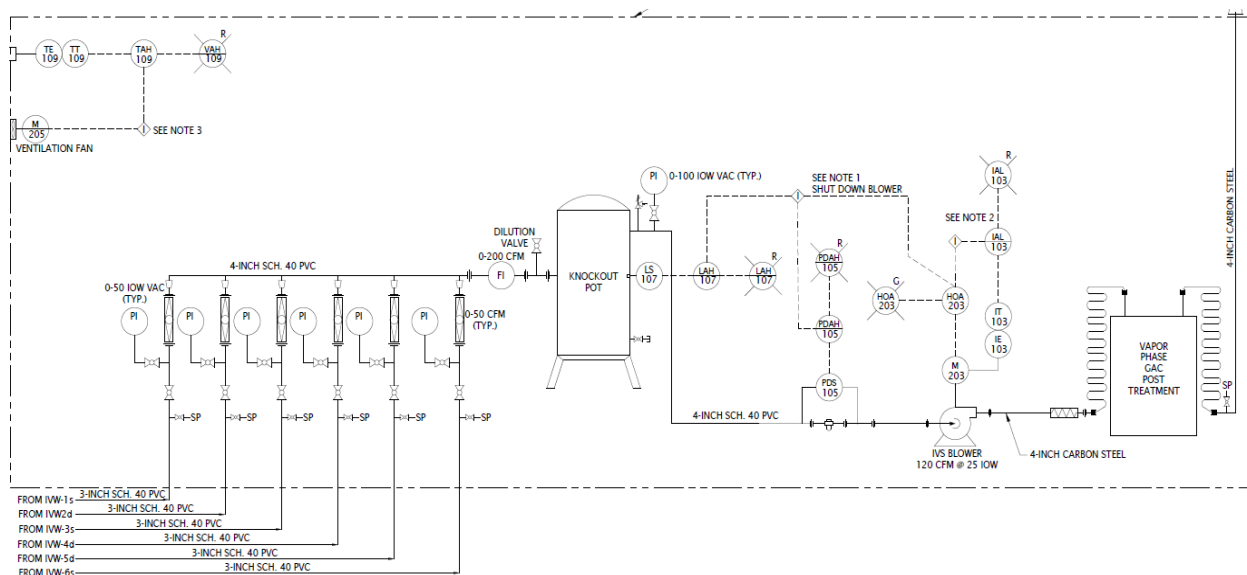 TE
109
TT
109
TAH
109
VAH
109
R
M
205
SEE NOTE 3
VENTILATION FAN
I
4-INCH SCH. 40 PVC
0-50 IOW VAC
(TYP.)
PI
PI
PI
PI
PI
PI
0-50 CFM
(TYP.)
SP
SP
SP
SP
SP
SP
FROM IVW-1s
3-INCH SCH. 40 PVC
FROM IVW2d
3-INCH SCH. 40 PVC
FROM IVW-3s
3-INCH SCH. 40 PVC
FROM IVW-4d
3-INCH SCH. 40 PVC
FROM IVW-5d
3-INCH SCH. 40 PVC
FROM IVW-6s
3-INCH SCH. 40 PVC
DILUTION
VALVE
0-200 CFM
FI
KNOCKOUT
POT
PI
0-100 IOW VAC (TYP.)
LS
107
LAH
107
LAH
107
R
SEE NOTE 1
SHUT DOWN BLOWER
I
PDAH
105
R
PDAH
105
PDS
105
4-INCH SCH. 40 PVC
HOA
203
G
HOA
203
SEE NOTE 2
I
IAL
103
R
IAL
103
IT
103
IE
103
M
203
IVS BLOWER
120 CFM @ 25 IOW
4-INCH CARBON STEEL
VAPOR
PHASE
GAC
POST
TREATMENT
SP
4-INCH CARBON STEEL